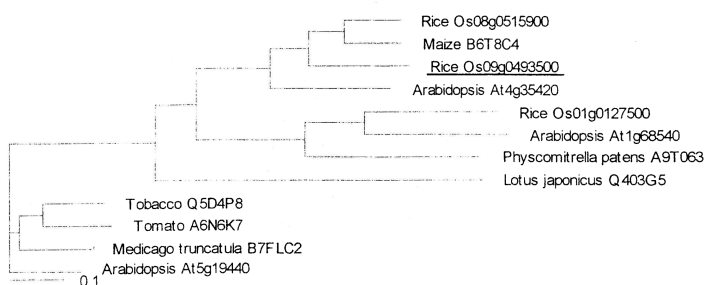 Rice Os08g0515900
Maize B6T8C4
Rice Os09g0493500
Arabidopsis At4g35420
Rice Os01g0127500
Arabidopsis At1g68540
Physcomitrella patens A9T063
Lotus japonicus Q403G5
Tobacco Q5D4P8
Tomato A6N6K7
Medicago truncatula B7FLC2
Arabidopsis At5g19440
0.1